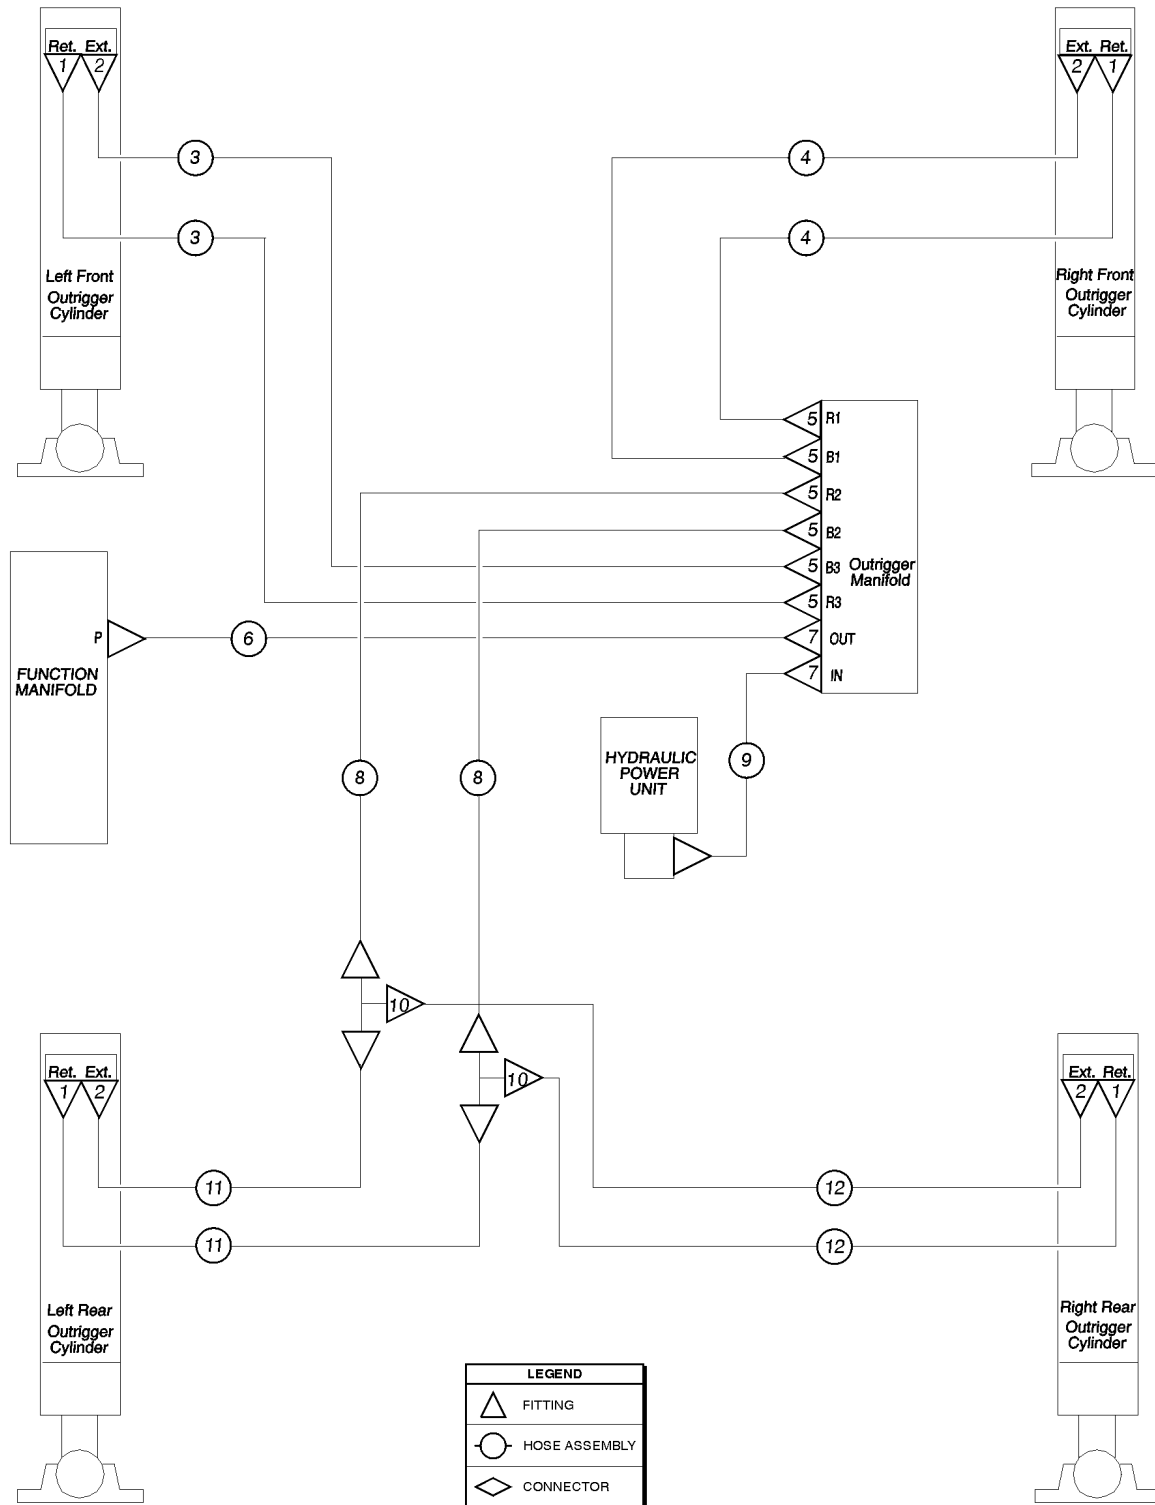 Ret. Ext.
1 2
Ext. Ret.
2 1
3
4
3
4
Left Front
Outrigger
Cylinder
Right Front
Outrigger
Cylinder
5 R1
5 B1
5 R2
5 B2
5 B3
Outrigger
Manifold
5 R3
P
6
7 OUT
7 IN
FUNCTION
MANIFOLD
HYDRAULIC
POWER
UNIT
9
8
8
10
10
Ret. Ext.
1 2
Ext. Ret.
2 1
11
12
11
12
Left Rear
Outrigger
Cylinder
Right Rear
Outrigger
Cylinder
LEGEND
FITTING
HOSE ASSEMBLY
CONNECTOR